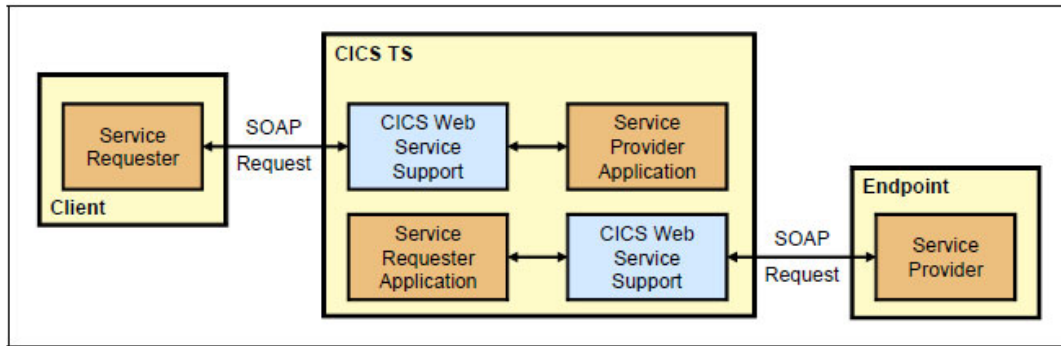 CICS TS
Service
Requester
Client
SOAP
Request
CICS Web
Service
Support
Service
Provider
Application
Service
Requester
Application
CICS Web
Service
Support
SOAP
Request
Endpoint
Service
Provider